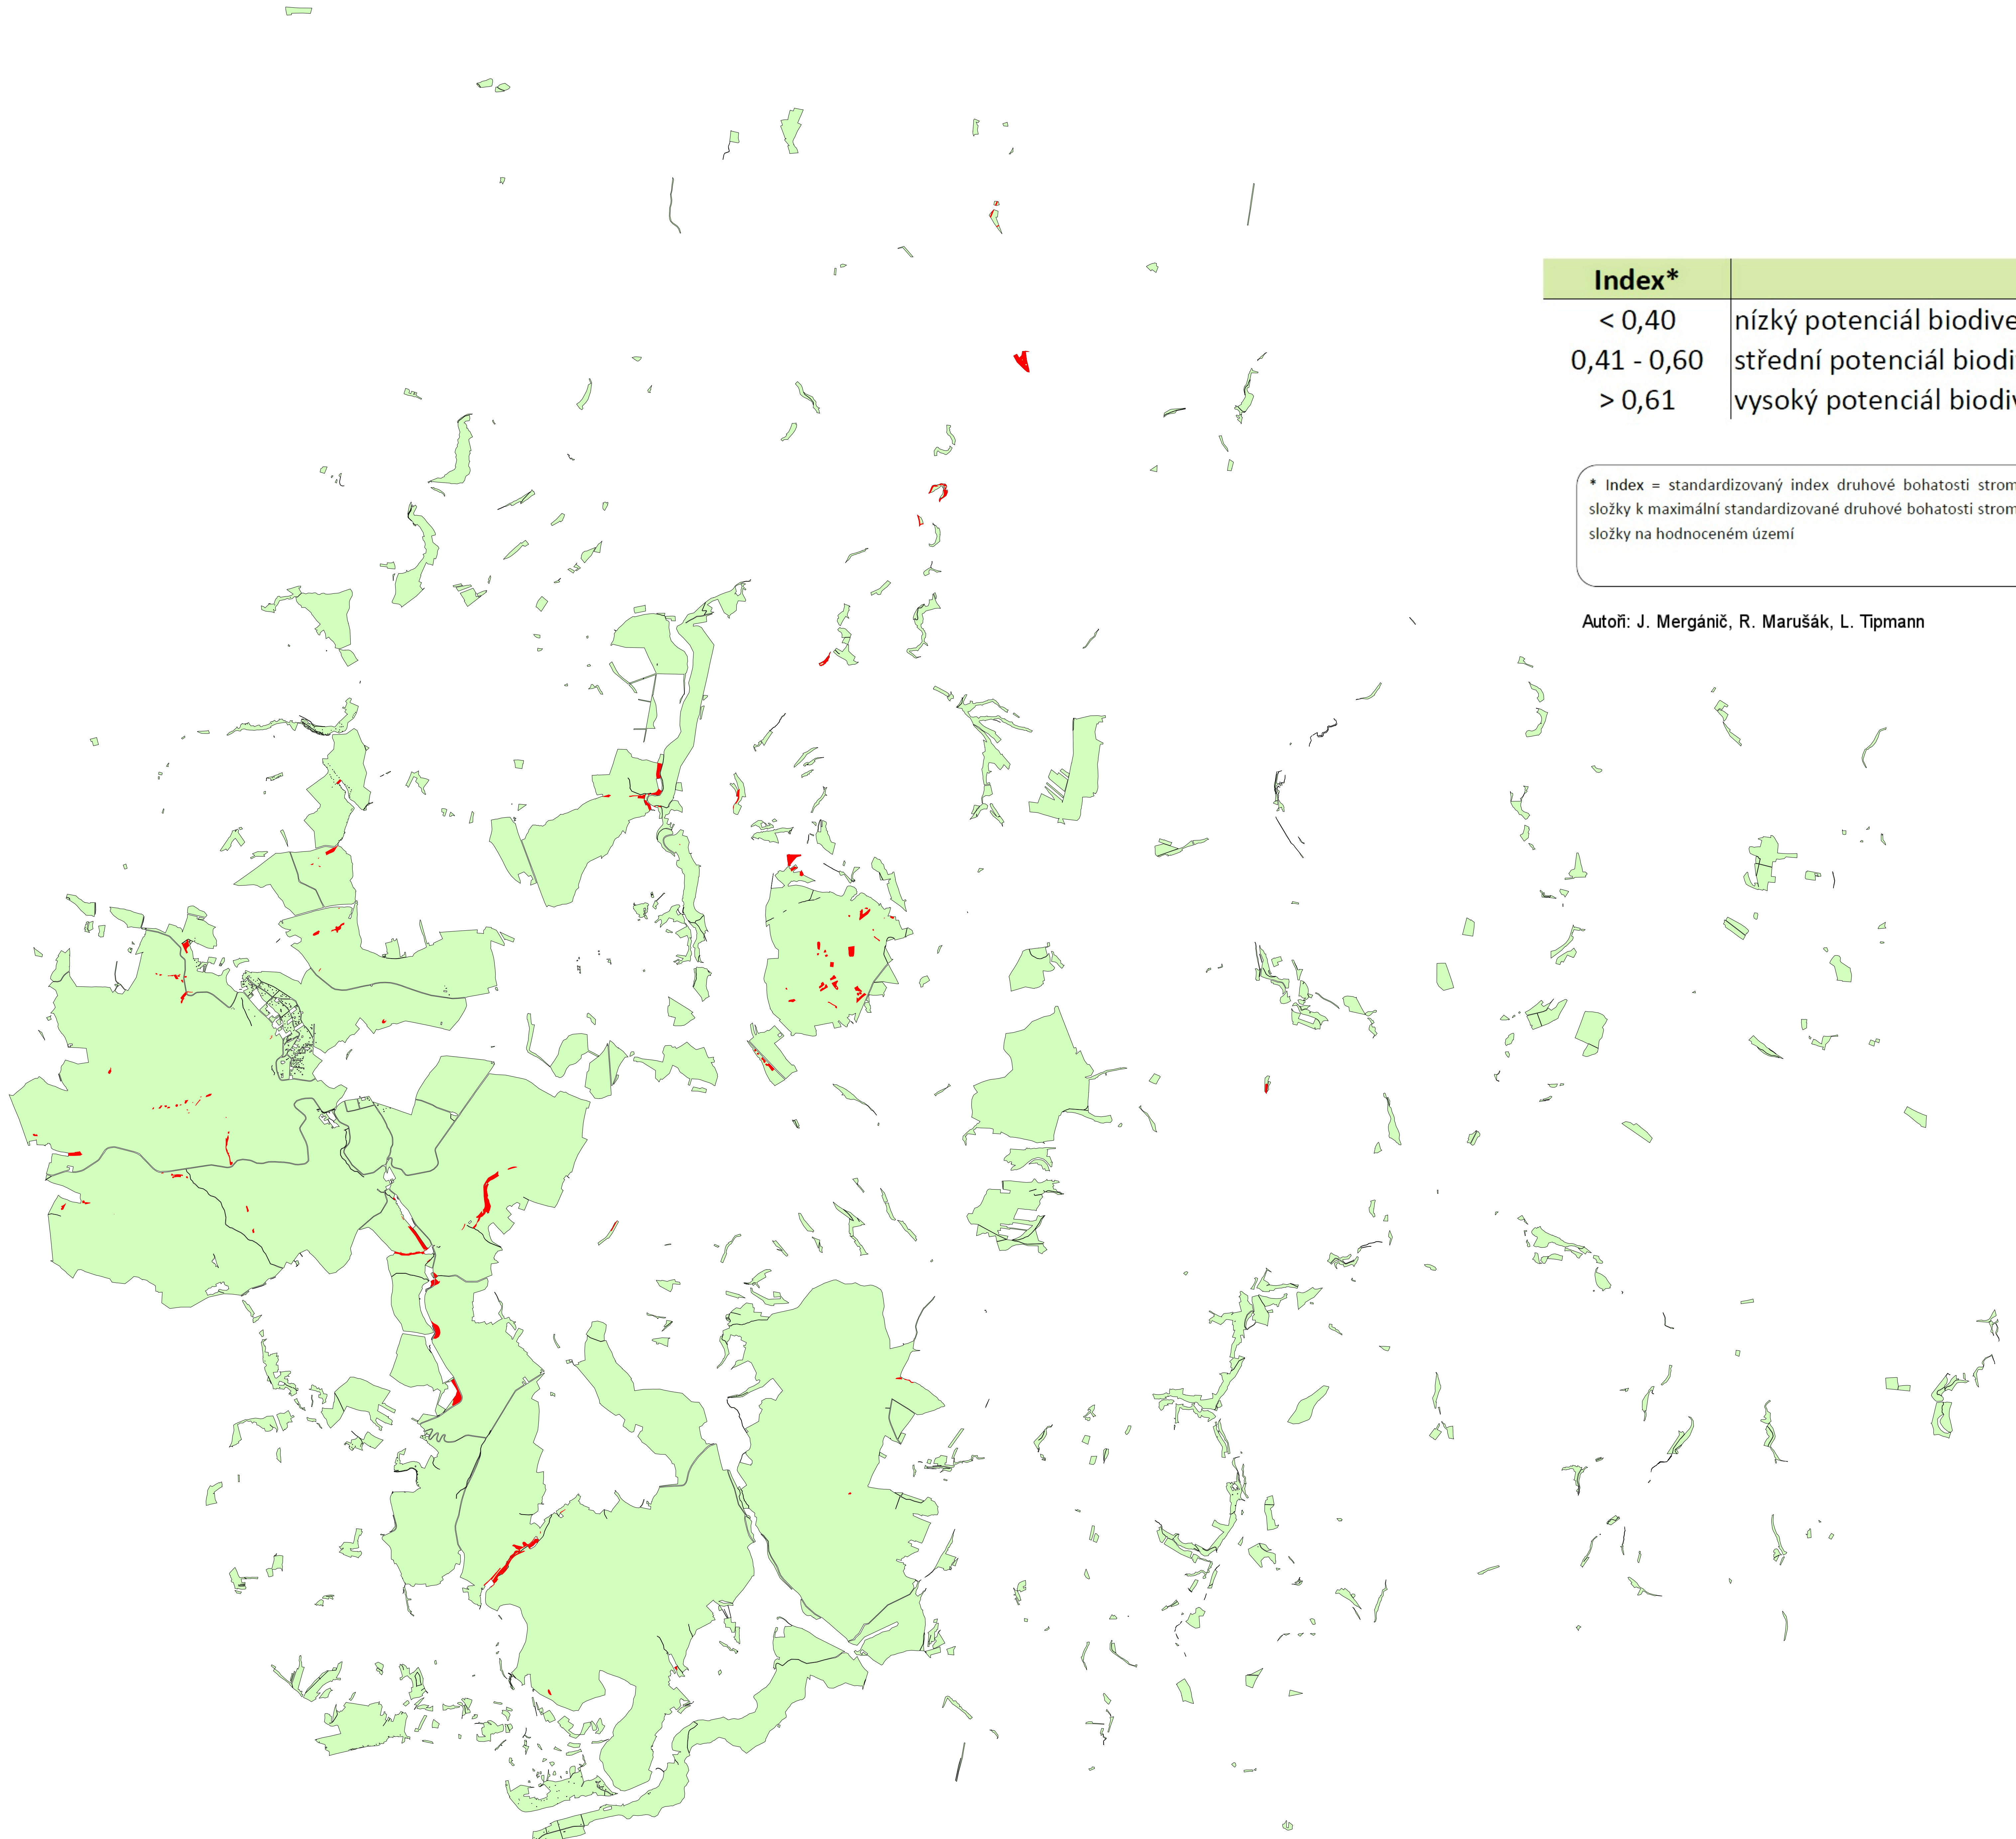 Index*
< 0,40 nízký potenciál biodive
0,41 - 0,60 střední potenciál biodi
> 0,61 vysoký potenciál biodiv
* Index = standardizovaný index druhové bohatosti strom
složky k maximální standardizované druhové bohatosti strom
složky na hodnoceném území
Autoři: J. Mergánič, R. Marušák, L. Tipmann